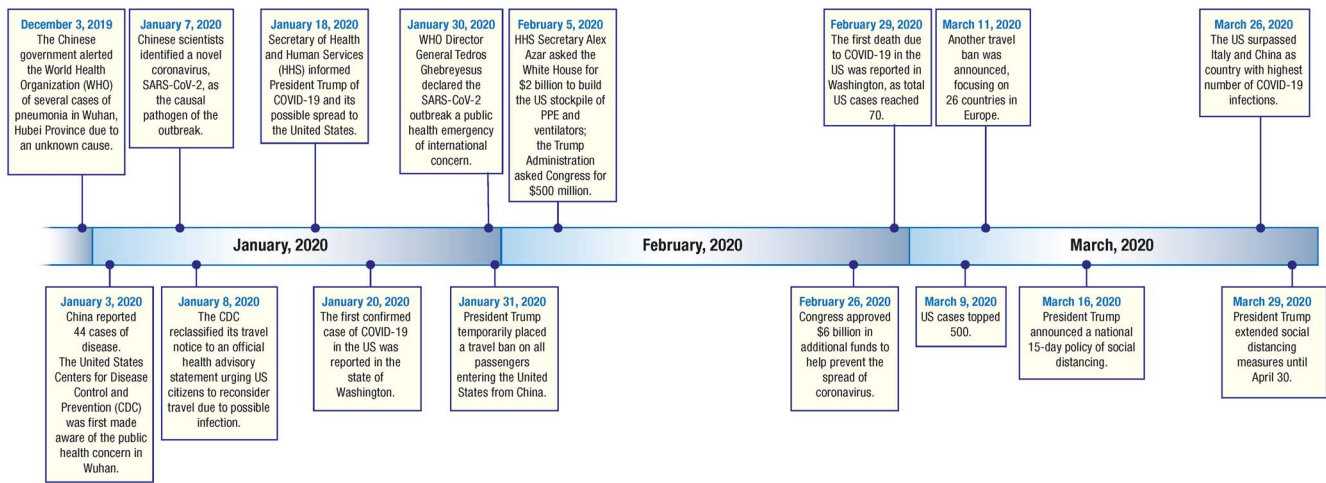 December 3, 2019
The Chinese
government alerted
the World Health
Organization (WHO)
of several cases of
pneumonia in Wuhan,
Hubei Province due to
an unknown cause.
January 7, 2020
Chinese scientists
identified a novel
coronavirus,
SARS-CoV-2, as
the causal
pathogen of the
outbreak.
January 18, 2020
Secretary of Health
and Human Services
(HHS) informed
President Trump of
COVID-19 and its
possible spread to
the United States.
January 30, 2020
WHO Director
General Tedros
Ghebreyesus
declared the
SARS-CoV-2
outbreak a public
health emergency
of international
concern.
February 5, 2020
HHS Secretary Alex
Azar asked the
White House for
$2 billion to build
the US stockpile of
PPE and
ventilators;
the Trump
Administration
asked Congress for
$500 million.
February 29, 2020
The first death due
to COVID-19 in the
US was reported in
Washington, as total
US cases reached
70.
March 11, 2020
Another travel
ban was
announced,
focusing on
26 countries in
Europe.
March 26, 2020
The US surpassed
Italy and China as
country with highest
number of COVID-19
infections.
January, 2020
February, 2020
March, 2020
January 3, 2020
China reported
44 cases of
disease.
The United States
Centers for Disease
Control and
Prevention (CDC)
was first made
aware of the public
health concern in
Wuhan.
January 8, 2020
The CDC
reclassified its travel
notice to an official
health advisory
statement urging US
citizens to reconsider
travel due to possible
infection.
January 20, 2020
The first confirmed
case of COVID-19
in the US was
reported in the
state of
Washington.
January 31, 2020
President Trump
temporarily placed
a travel ban on all
passengers
entering the United
States from China.
February 26, 2020
Congress approved
$6 billion in
additional funds to
help prevent the
spread of
coronavirus.
March 9, 2020
US cases topped
500.
March 16, 2020
President Trump
announced a national
15-day policy of social
distancing.
March 29, 2020
President Trump
extended social
distancing
measures until
April 30.